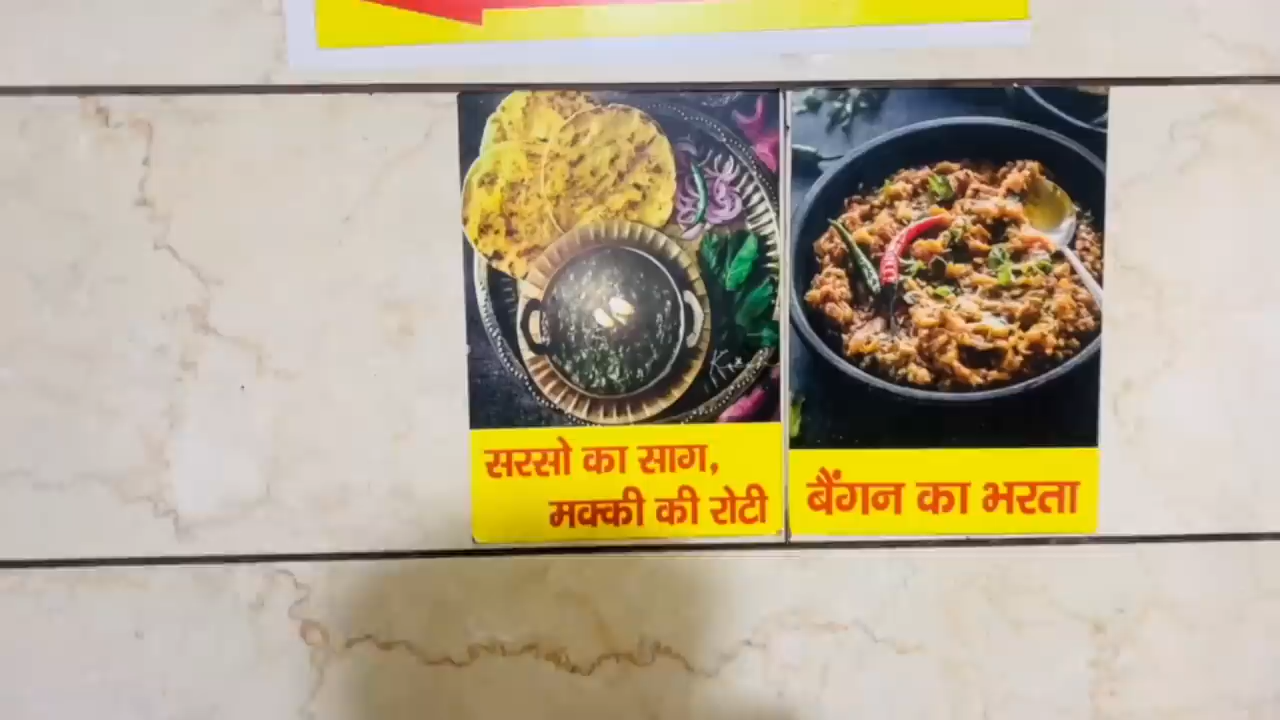 सरसो का साग,
मक्की की रोटी
बैंगन का भरता